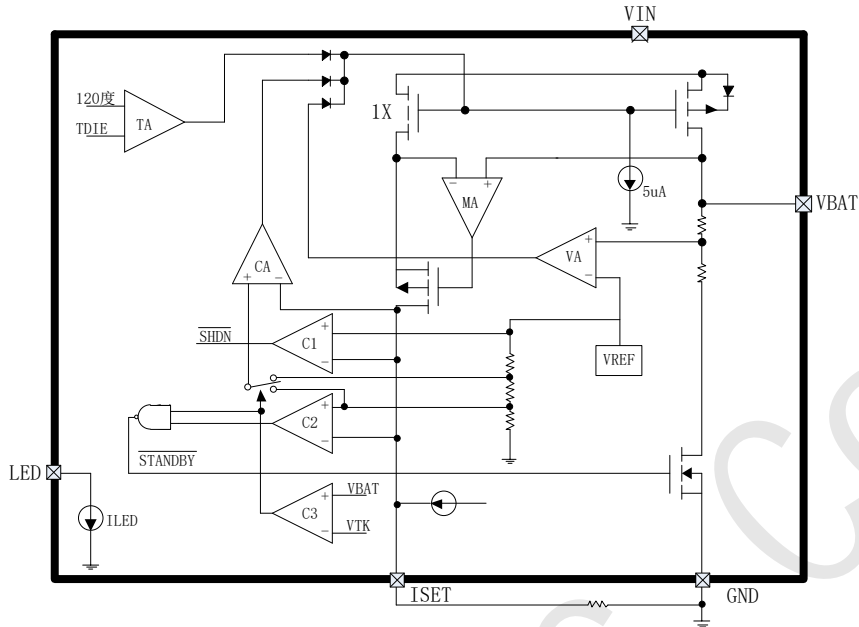 VIN
120度
TA
TDIE
1X
5uA
MA
VBAT
VA
CA
+ −
SHDN
C1
VREF
C2
STANDBY
LED
VBAT
ILED
C3
VTK
ISET
GND